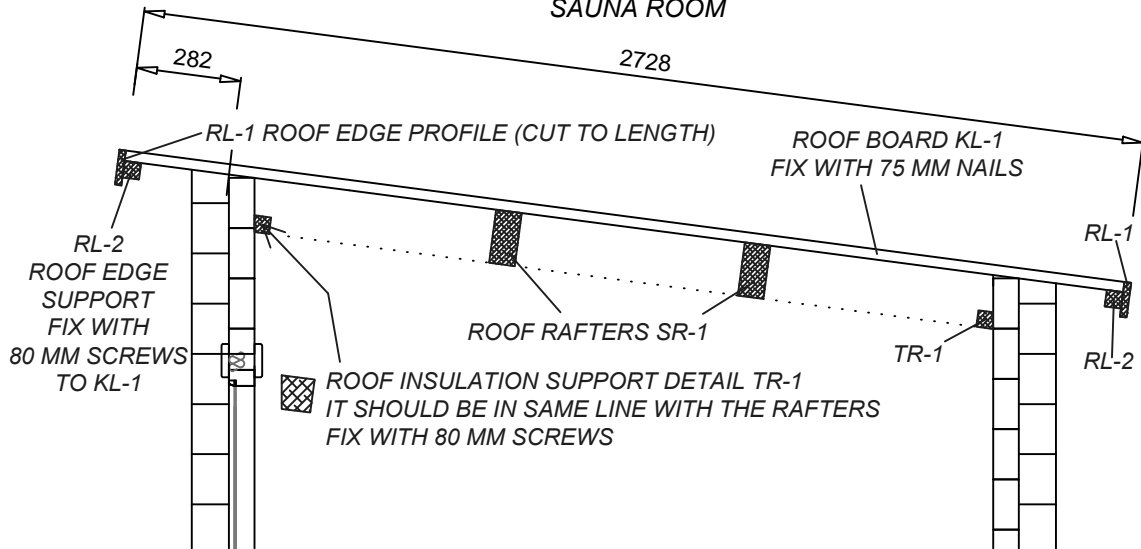 SAUNA ROOM
282
2728
RL-1 ROOF EDGE PROFILE (CUT TO LENGTH)
ROOF BOARD KL-1
FIX WITH 75 MM NAILS
RL-2
ROOF EDGE
SUPPORT
FIX WITH
80 MM SCREWS
TO KL-1
RL-1
ROOF RAFTERS SR-1
TR-1
RL-2
ROOF INSULATION SUPPORT DETAIL TR-1
IT SHOULD BE IN SAME LINE WITH THE RAFTERS
FIX WITH 80 MM SCREWS